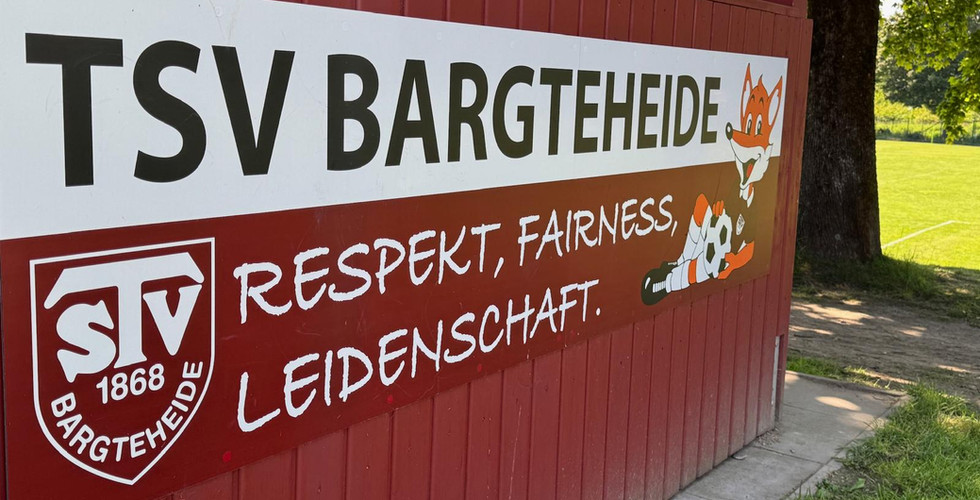 TSV BARGTEHEIDE
RESPEKT, FAIRNESS,
LEIDENSCHAFT.
STV
1868
BARGTEHEIDE